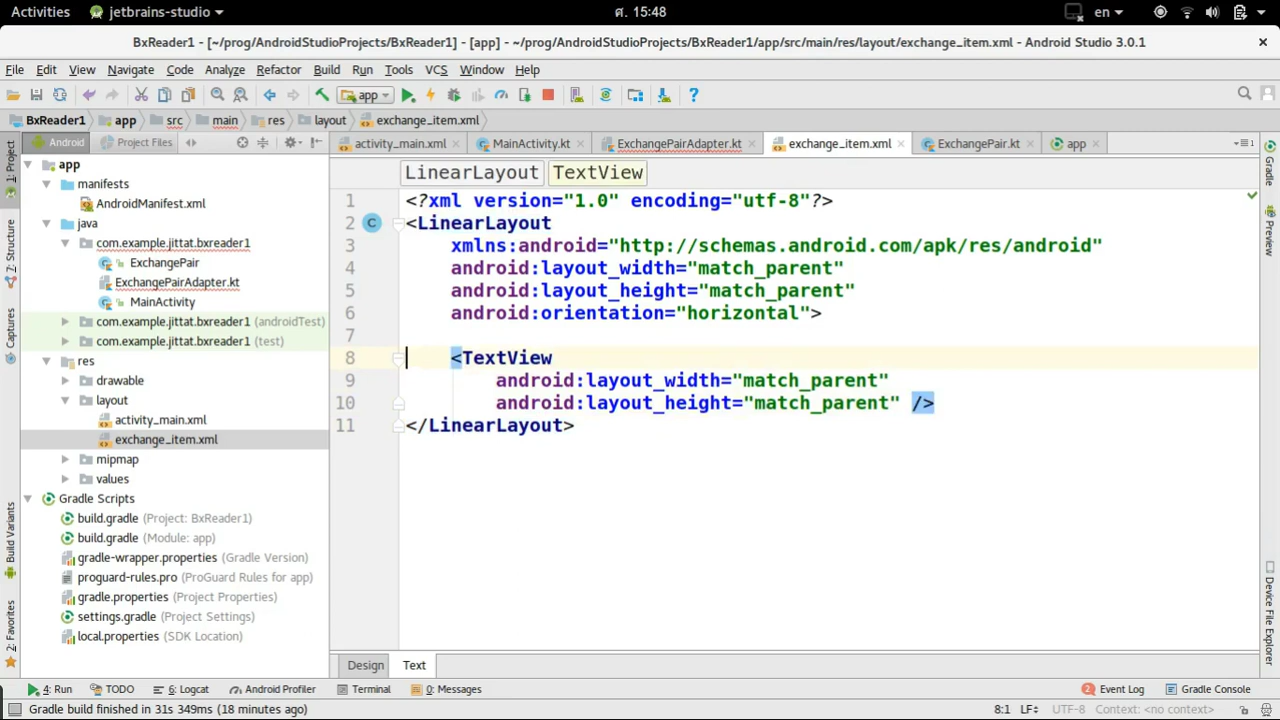 Activities jetbrains-studio ศ. 15:48 en
BxReader1 - [~/prog/AndroidStudioProjects/BxReader1] - [app] - ~/prog/AndroidStudioProjects/BxReader1/app/src/main/res/layout/exchange_item.xml - Android Studio 3.0.1
File Edit View Navigate Code Analyze Refactor Build Run Tools VCS Window Help
app
BxReader1 app src main res layout exchange_item.xml
Android Project Files activity_main.xml MainActivity.kt ExchangePairAdapter.kt exchange_item.xml ExchangePair.kt app
1: Project
7: Structure
Captures
Build Variants
2: Favorites
app
manifests
AndroidManifest.xml
java
com.example.jittat.bxreader1
ExchangePair
ExchangePairAdapter.kt
MainActivity
com.example.jittat.bxreader1 (androidTest)
com.example.jittat.bxreader1 (test)
res
drawable
layout
activity_main.xml
exchange_item.xml
mipmap
values
Gradle Scripts
build.gradle (Project: BxReader1)
build.gradle (Module: app)
gradle-wrapper.properties (Gradle Version)
proguard-rules.pro (ProGuard Rules for app)
gradle.properties (Project Properties)
settings.gradle (Project Settings)
local.properties (SDK Location)
LinearLayout TextView
1 <?xml version="1.0" encoding="utf-8"?>
2 C <LinearLayout
3 xmlns:android="http://schemas.android.com/apk/res/android"
4 android:layout_width="match_parent"
5 android:layout_height="match_parent"
6 android:orientation="horizontal">
7
8 <TextView
9 android:layout_width="match_parent"
10 android:layout_height="match_parent" />
11 </LinearLayout>
Gradle
Preview
Device File Explorer
Design Text
4: Run TODO 6: Logcat Android Profiler Terminal 0: Messages 2 Event Log Gradle Console
Gradle build finished in 31s 349ms (18 minutes ago) 8:1 LF÷ UTF-8 Context: <no context>